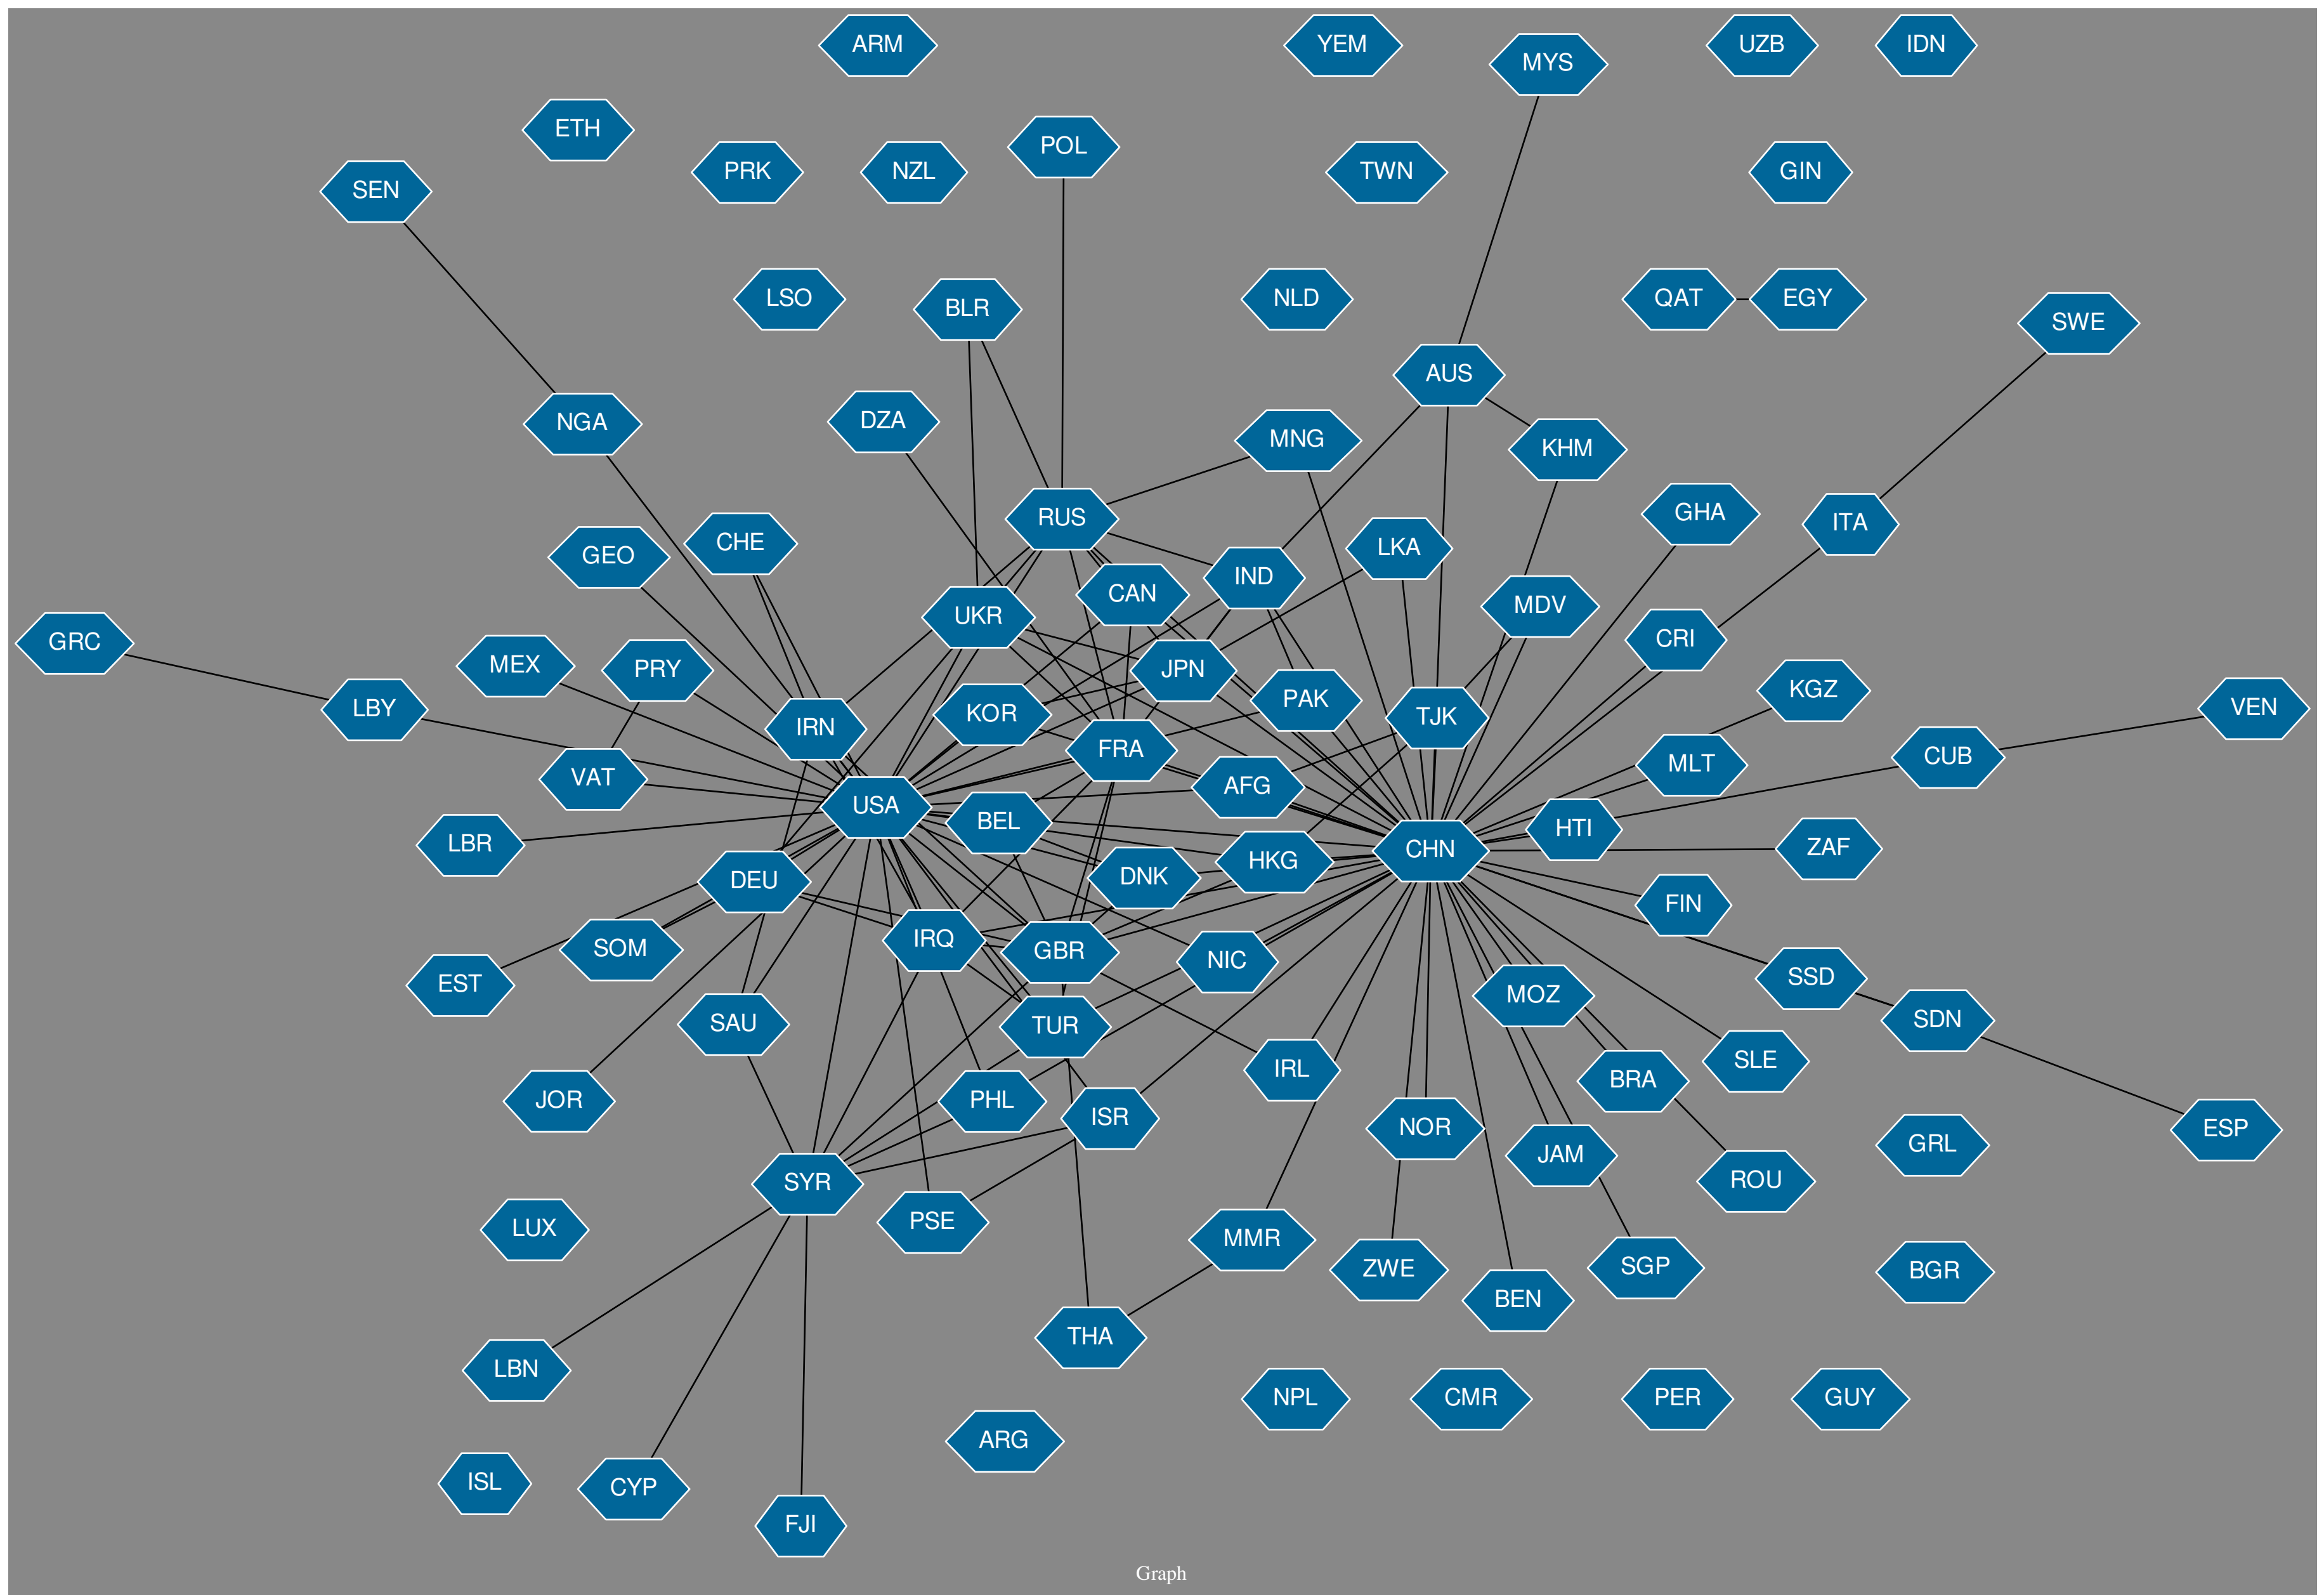 ARM
YEM
UZB
IDN
MYS
ETH
POL
PRK
NZL
TWN
GIN
SEN
LSO
BLR
NLD
QAT
EGY
SWE
AUS
NGA
DZA
MNG
KHM
RUS
GHA
ITA
GEO
CHE
LKA
IND
CAN
MDV
UKR
GRC
CRI
MEX
PRY
JPN
KGZ
LBY
PAK
VEN
IRN
KOR
TJK
FRA
CUB
VAT
MLT
AFG
USA
BEL
HTI
LBR
CHN
ZAF
HKG
DEU
DNK
FIN
SOM
IRQ
GBR
NIC
EST
SSD
MOZ
SAU
TUR
SDN
SLE
IRL
BRA
JOR
PHL
ISR
NOR
ESP
GRL
JAM
SYR
ROU
PSE
LUX
MMR
ZWE
SGP
BGR
BEN
THA
LBN
NPL
CMR
PER
GUY
ARG
ISL
CYP
FJI
Graph